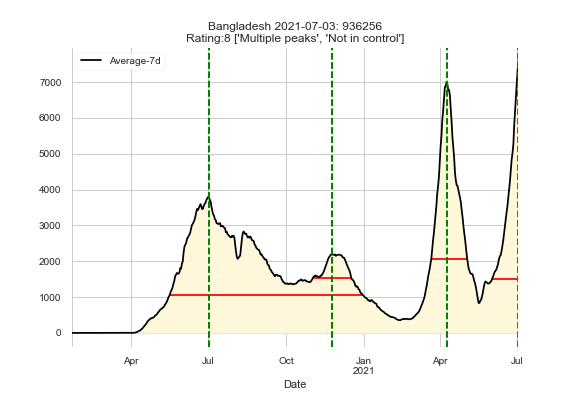 Bangladesh 2021-07-03: 936256
Rating:8 ['Multiple peaks', 'Not in control']
Average-7d
7000
6000
5000
4000
3000
2000
1000
0
Apr Jul Oct Jan Apr Jul
2021
Date